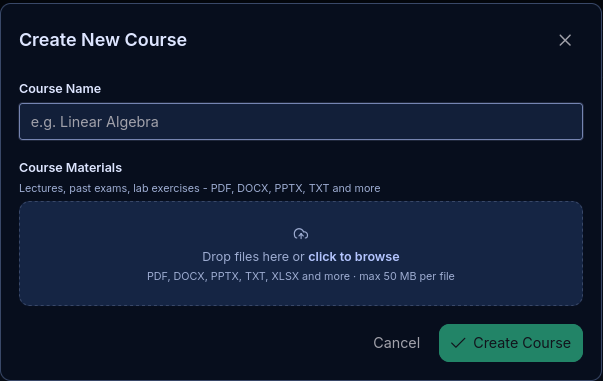 Create New Course
Course Name
e.g. Linear Algebra
Course Materials
Lectures, past exams, lab exercises - PDF, DOCX, PPTX, TXT and more
Drop files here or click to browse
PDF, DOCX, PPTX, TXT, XLSX and more · max 50 MB per file
Cancel
Create Course